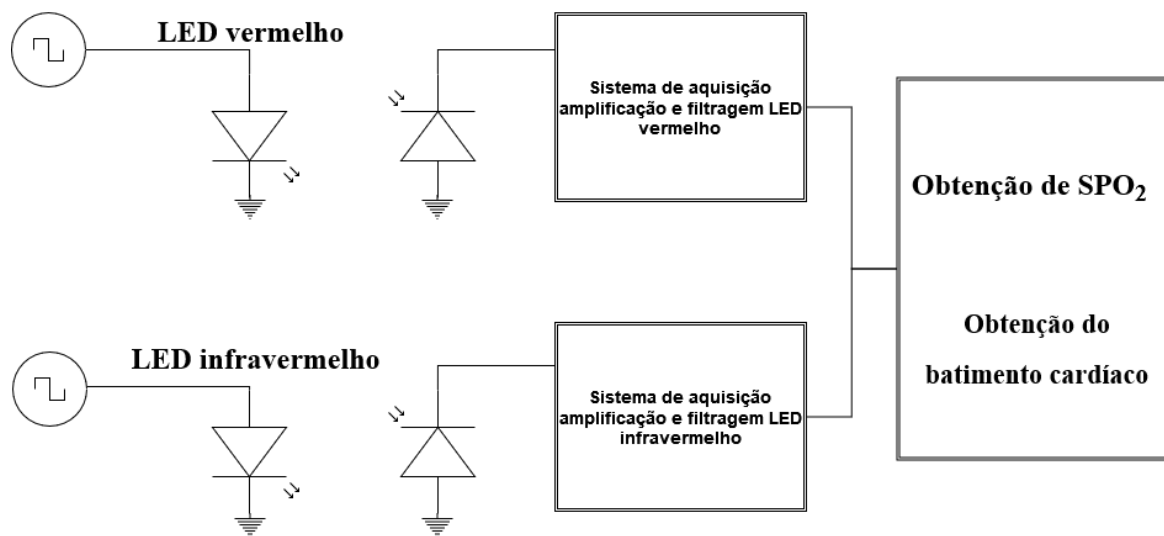 LED vermelho
Sistema de aquisição
amplificação e filtragem LED
vermelho
Obtenção de SPO₂
Obtenção do
batimento cardíaco
LED infravermelho
Sistema de aquisição
amplificação e filtragem LED
infravermelho